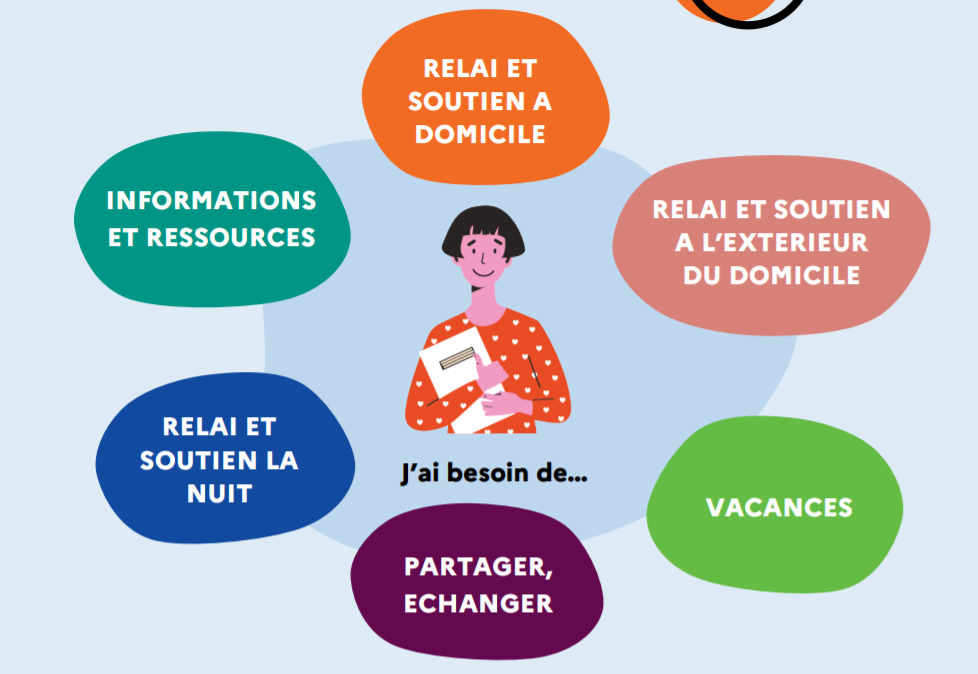 RELAI ET
SOUTIEN A
DOMICILE
INFORMATIONS
ET RESSOURCES
RELAI ET SOUTIEN
A L’EXTERIEUR
DU DOMICILE
RELAI ET
SOUTIEN LA
NUIT
J’ai besoin de...
VACANCES
PARTAGER,
ECHANGER